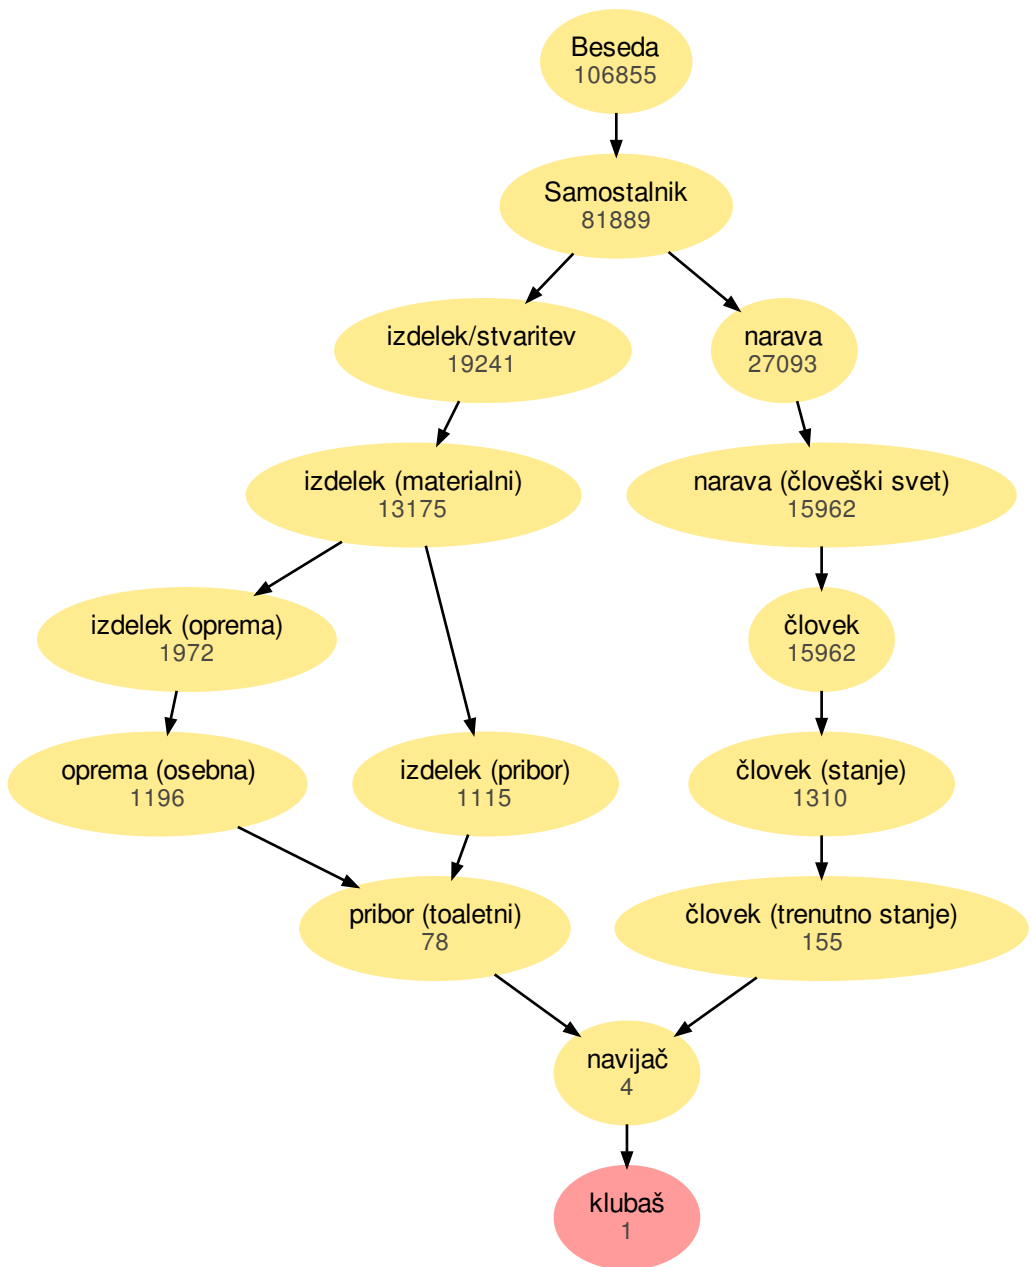 Beseda
106855
Samostalnik
81889
izdelek/stvaritev
19241
narava
27093
izdelek (materialni)
13175
narava (človeški svet)
15962
izdelek (oprema)
1972
človek
15962
oprema (osebna)
1196
izdelek (pribor)
1115
človek (stanje)
1310
pribor (toaletni)
78
človek (trenutno stanje)
155
navijač
4
klubaš
1